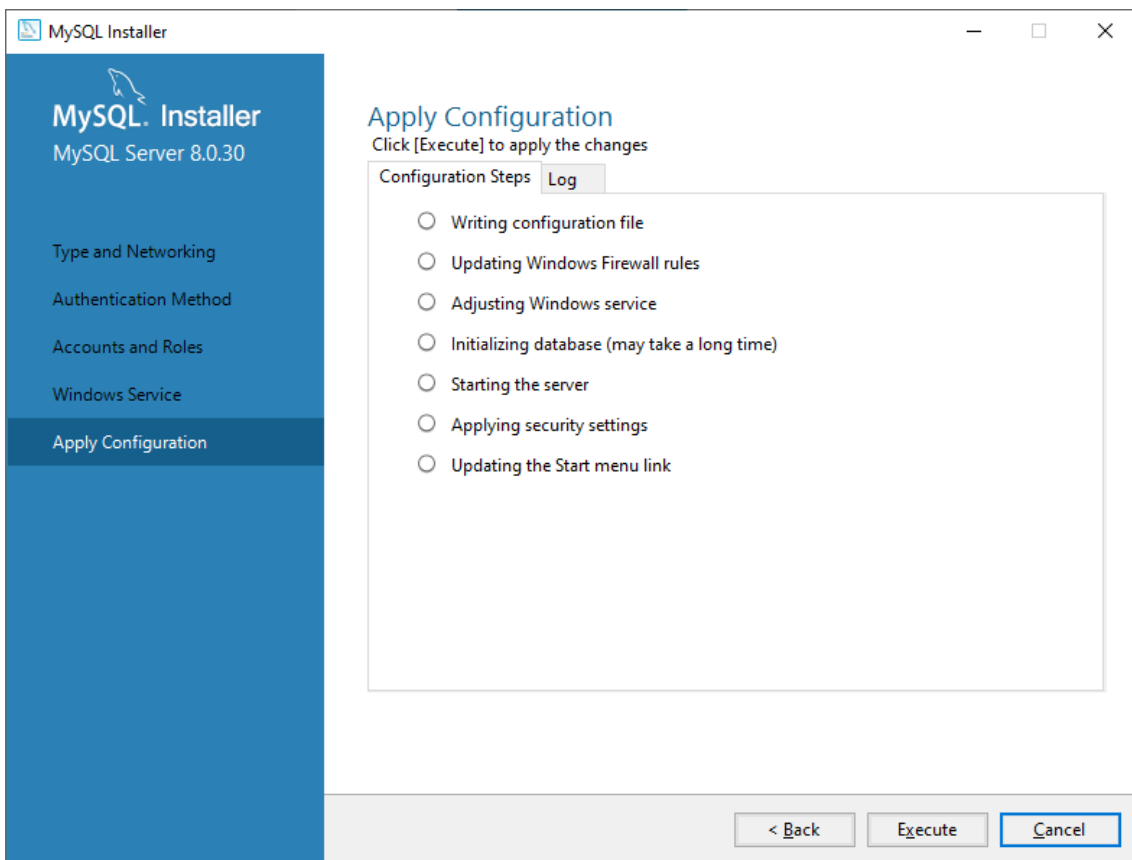 MySQL Installer
MySQL. Installer
MySQL Server 8.0.30
Type and Networking
Authentication Method
Accounts and Roles
Windows Service
Apply Configuration
Apply Configuration
Click [Execute] to apply the changes
Configuration Steps Log
Writing configuration file
Updating Windows Firewall rules
Adjusting Windows service
Initializing database (may take a long time)
Starting the server
Applying security settings
Updating the Start menu link
< Back Execute Cancel